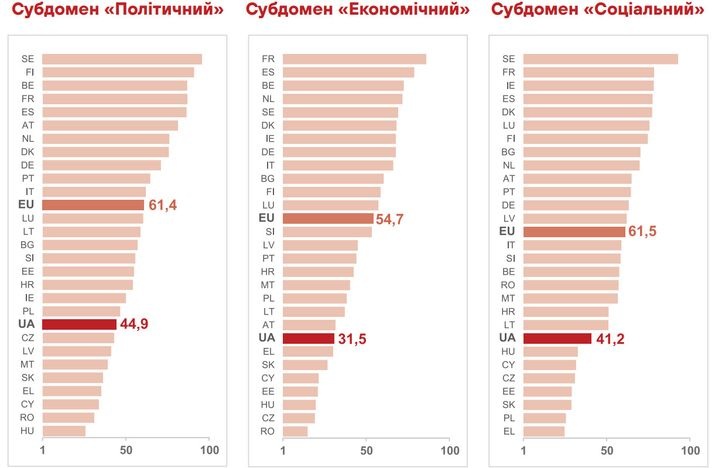 Субдомен «Політичний»
SE
FI
BE
FR
ES
AT
NL
DK
DE
PT
IT
EU 61,4
LU
LT
BG
SI
EE
HR
IE
PL
UA 44,9
CZ
LV
MT
SK
EL
CY
RO
HU
1 50 100
Субдомен «Економічний»
FR
ES
BE
NL
SE
DK
IE
DE
IT
BG
FI
LU
EU 54,7
SI
LV
PT
HR
MT
PL
LT
AT
UA 31,5
EL
SK
CY
EE
HU
CZ
RO
1 50 100
Субдомен «Соціальний»
SE
FR
IE
ES
DK
LU
FI
BG
NL
AT
PT
DE
LV
EU 61,5
IT
SI
BE
RO
MT
HR
LT
UA 41,2
HU
CY
CZ
EE
SK
PL
EL
1 50 100